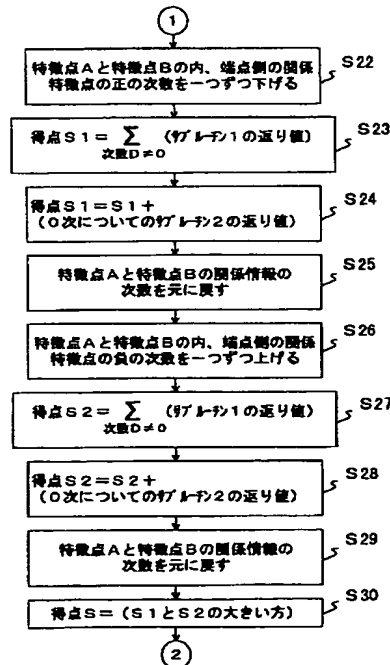 1
特徴点Aと特徴点Bの内、端点側の関係
特徴点の正の次数を一つずつ下げる
S22
得点S1=Σ (ｻﾌﾞﾙｰﾁﾝ1の返り値)
次数D≠0
S23
得点S1=S1+
(0次についてのｻﾌﾞﾙｰﾁﾝ2の返り値)
S24
特徴点Aと特徴点Bの関係情報の
次数を元に戻す
S25
特徴点Aと特徴点Bの内、端点側の関係
特徴点の負の次数を一つずつ上げる
S26
得点S2=Σ (ｻﾌﾞﾙｰﾁﾝ1の返り値)
次数D≠0
S27
得点S2=S2+
(0次についてのｻﾌﾞﾙｰﾁﾝ2の返り値)
S28
特徴点Aと特徴点Bの関係情報の
次数を元に戻す
S29
得点S=(S1とS2の大きい方)
S30
2